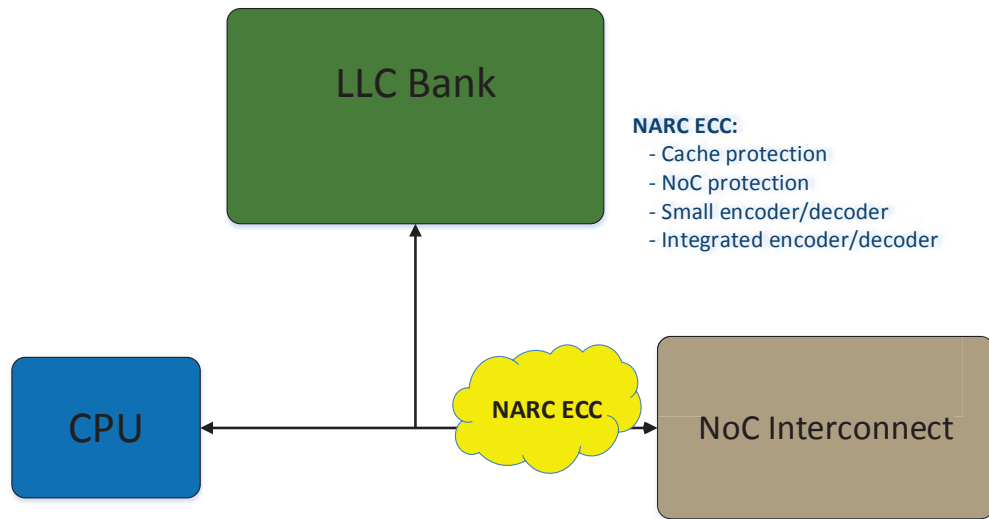 LLC Bank
NARC ECC:
- Cache protection
- NoC protection
- Small encoder/decoder
- Integrated encoder/decoder
CPU
NARC ECC
NoC Interconnect